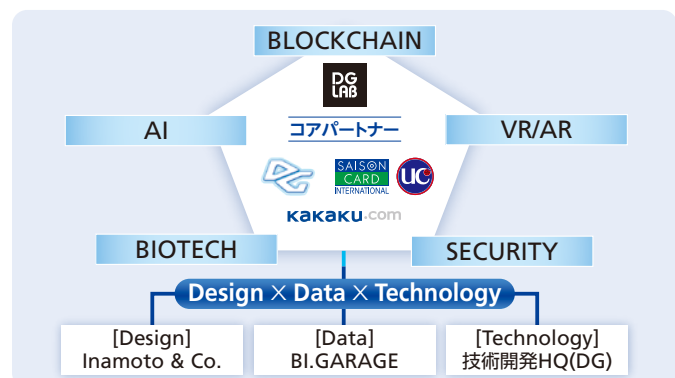 BLOCKCHAIN
DG
LAB
AI
コアパートナー
VR/AR
DG
SAISON
CARD
INTERNATIONAL
UC
kakaku.com
BIOTECH
SECURITY
Design × Data × Technology
[Design]
Inamoto & Co.
[Data]
BI.GARAGE
[Technology]
技術開発HQ(DG)